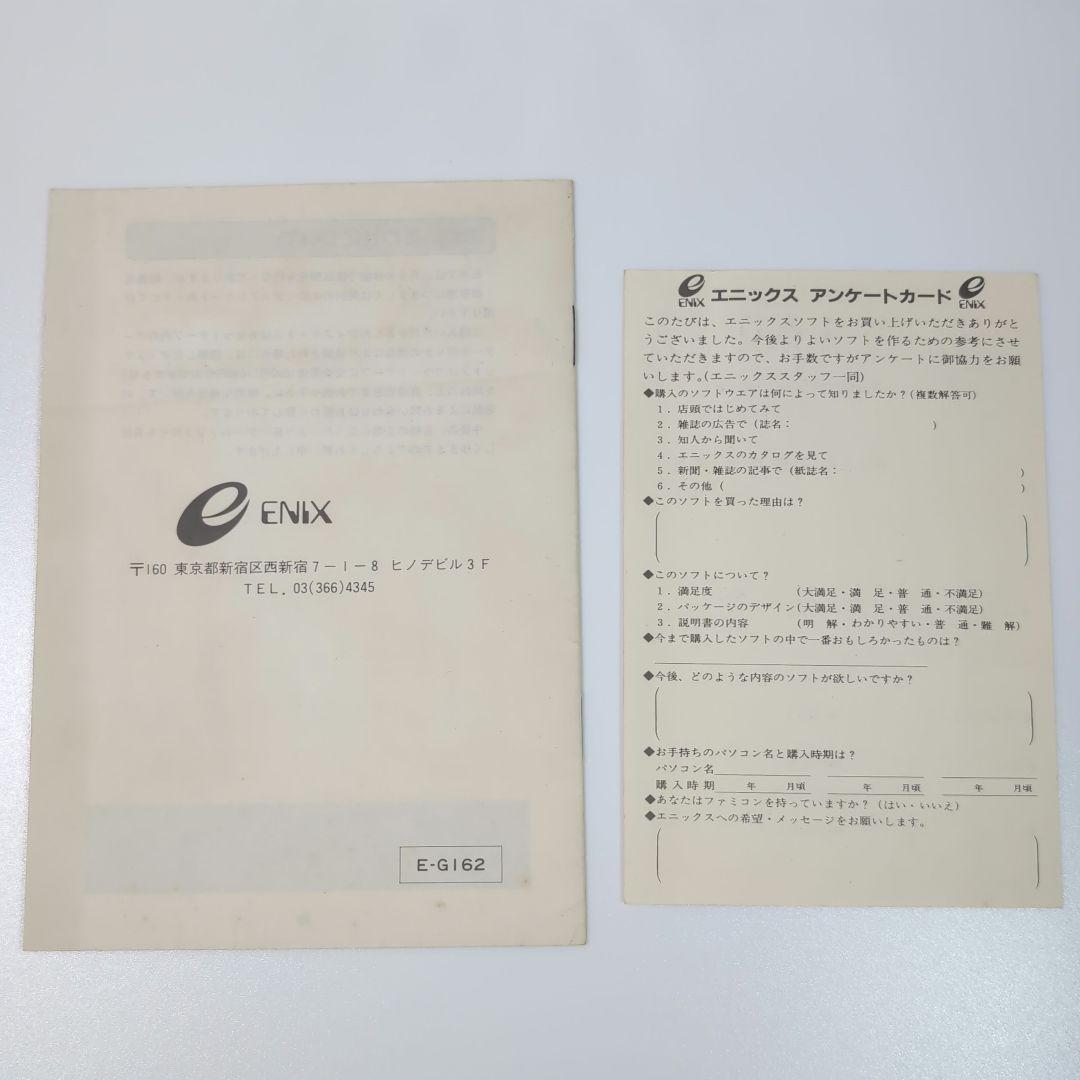 ENIX
〒160 東京都新宿区西新宿7-1-8 ヒノデビル3F
TEL. 03(366)4345
E-G162
ENIX エニックス アンケートカード ENIX
このたびは、エニックスソフトをお買い上げいただきありがと
うございました。今後よりよいソフトを作るための参考にさせ
ていただきますので、お手数ですがアンケートに御協力をお願
いします。(エニックススタッフ一同)
◆購入のソフトウエアは何によって知りましたか?(複数解答可)
1. 店頭ではじめてみて
2. 雑誌の広告で(誌名: )
3. 知人から聞いて
4. エニックスのカタログを見て
5. 新聞・雑誌の記事で(紙誌名: )
6. その他( )
◆このソフトを買った理由は?
◆このソフトについて?
1. 満足度 (大満足・満 足・普 通・不満足)
2. パッケージのデザイン(大満足・満 足・普 通・不満足)
3. 説明書の内容 (明 解・わかりやすい・普 通・難 解)
◆今まで購入したソフトの中で一番おもしろかったものは?
◆今後、どのような内容のソフトが欲しいですか?
◆お手持ちのパソコン名と購入時期は?
パソコン名
購入時期 年 月頃 年 月頃 年 月頃
◆あなたはファミコンを持っていますか?(はい・いいえ)
◆エニックスへの希望・メッセージをお願いします。